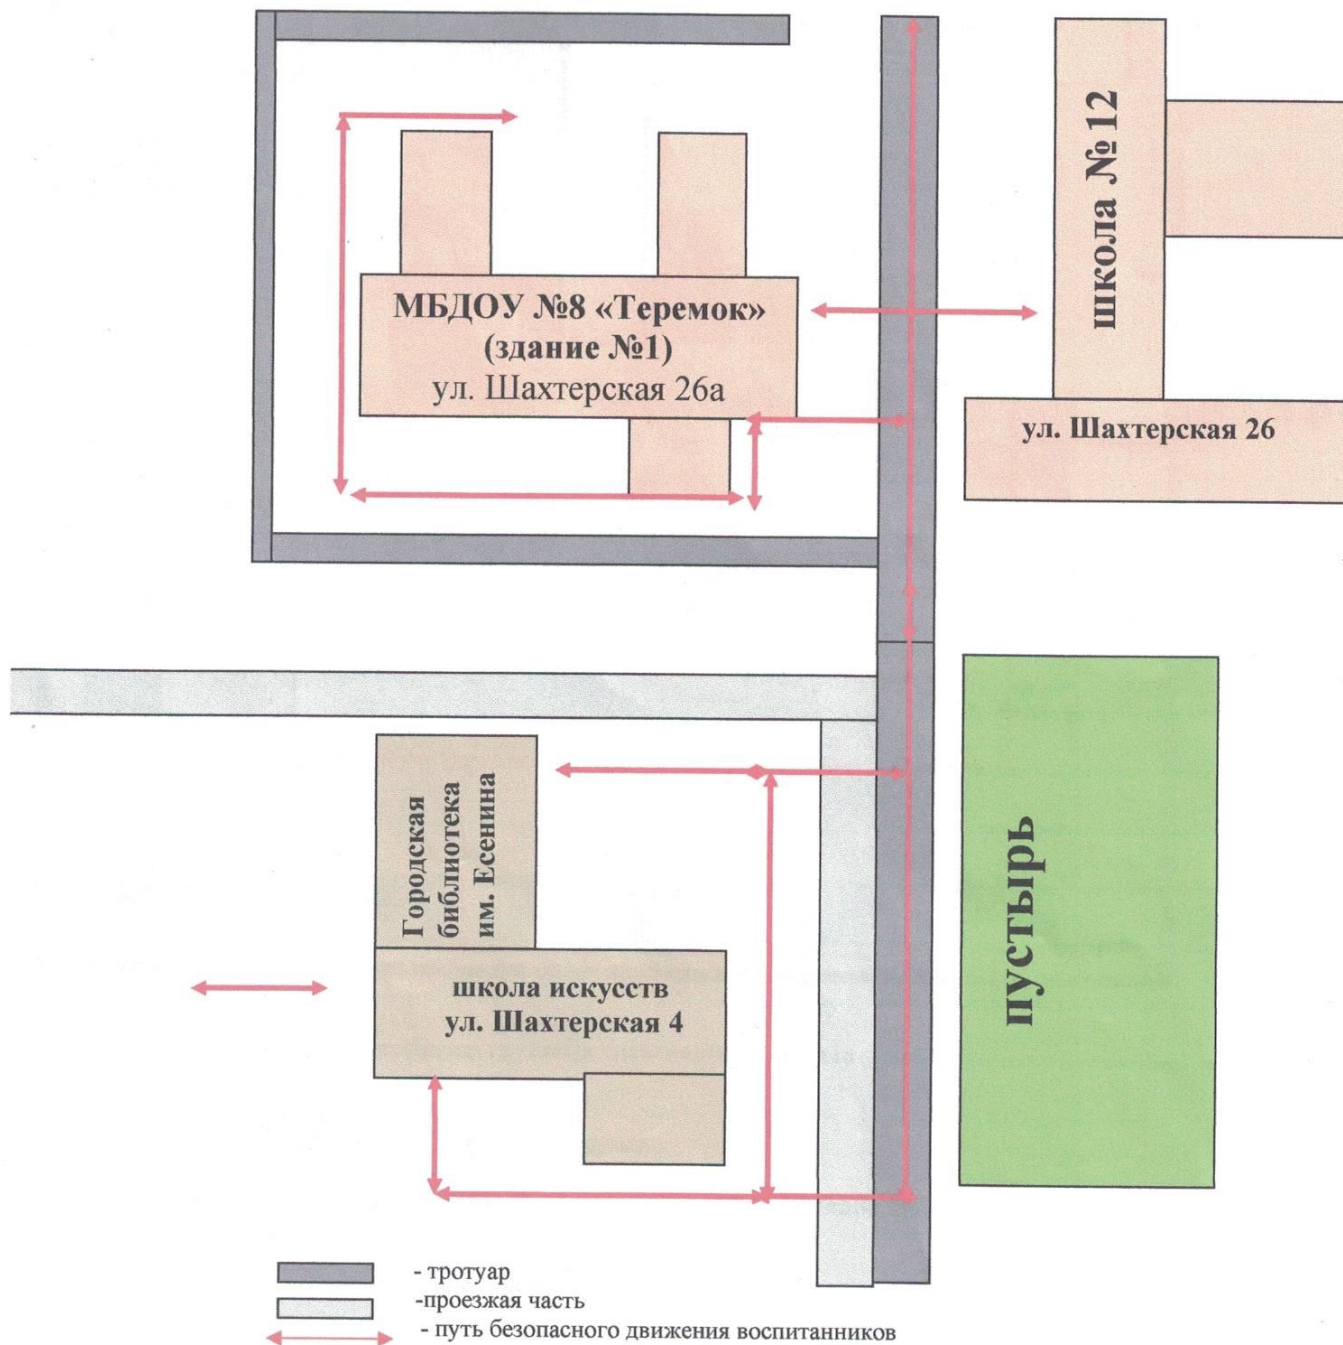 МБДОУ №8 «Теремок»
(здание №1)
ул. Шахтерская 26а
школа № 12
ул. Шахтерская 26
Городская
библиотека
им. Есенина
школа искусств
ул. Шахтерская 4
пустырь
- тротуар
-проезжая часть
- путь безопасного движения воспитанников